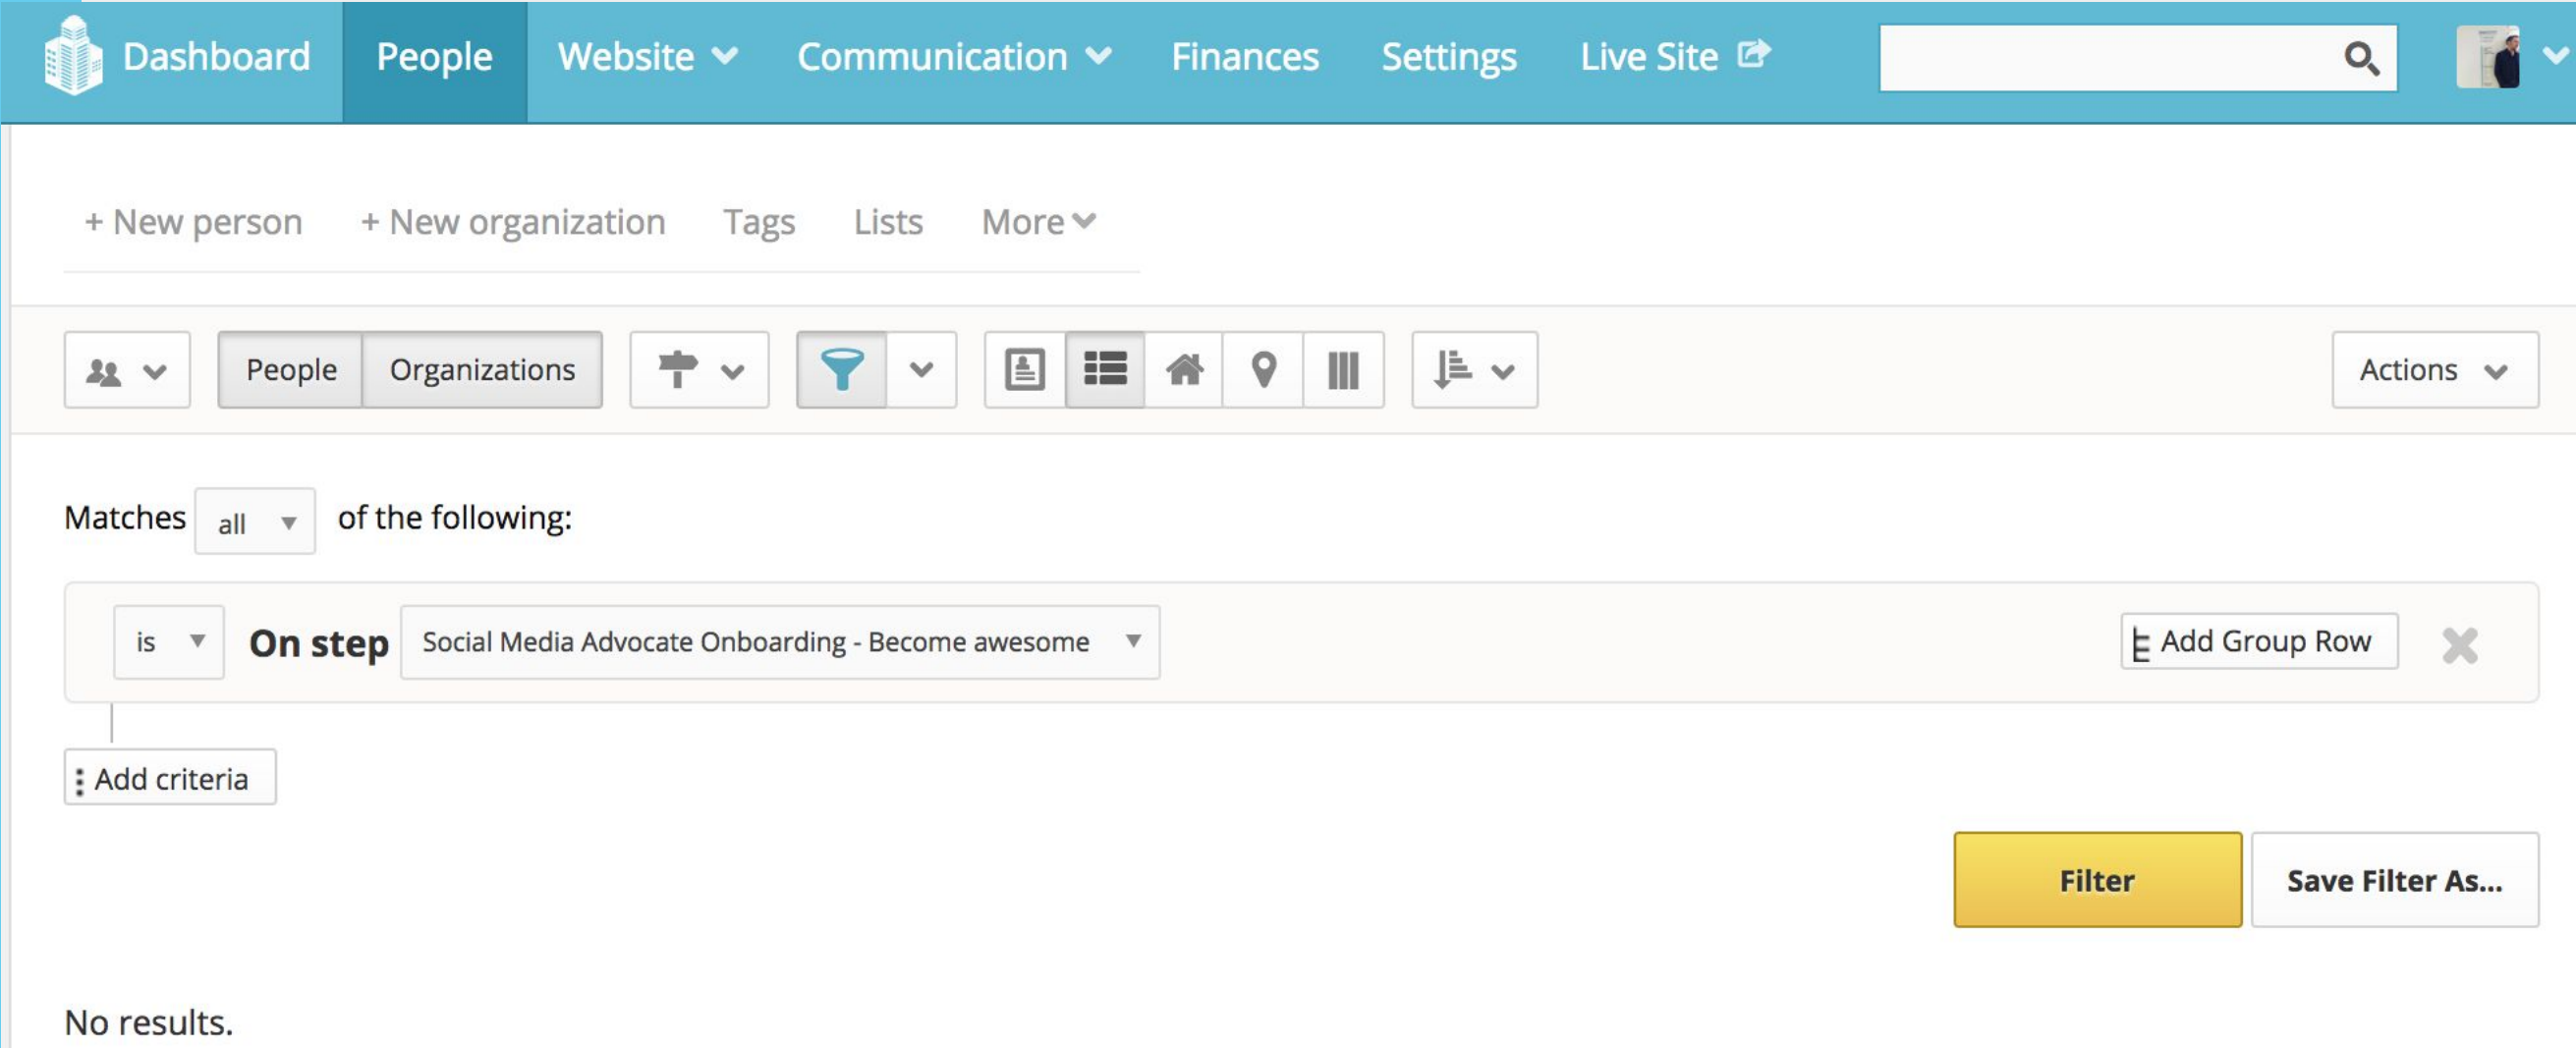 Dashboard People Website Communication Finances Settings Live Site
+ New person + New organization Tags Lists More
People Organizations Actions
Matches all of the following:
is On step Social Media Advocate Onboarding - Become awesome Add Group Row
Add criteria
Filter Save Filter As...
No results.